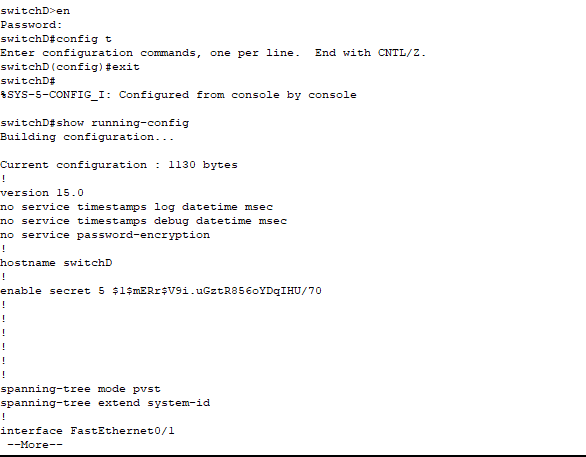 switchD>en
Password:
switchD#config t
Enter configuration commands, one per line.  End with CNTL/Z.
switchD(config)#exit
switchD#
%SYS-5-CONFIG_I: Configured from console by console

switchD#show running-config
Building configuration...

Current configuration : 1130 bytes
!
version 15.0
no service timestamps log datetime msec
no service timestamps debug datetime msec
no service password-encryption
!
hostname switchD
!
enable secret 5 $1$mERr$V9i.uGztR856oYDqIHU/70
!
!
!
!
!
!
spanning-tree mode pvst
spanning-tree extend system-id
!
interface FastEthernet0/1
 --More--